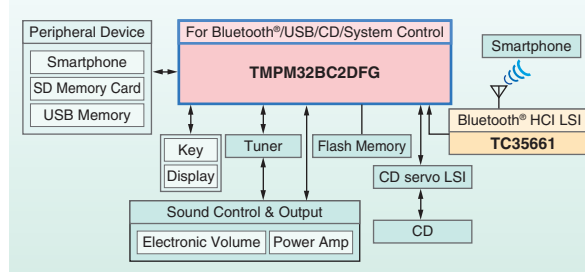 Peripheral Device
Smartphone
SD Memory Card
USB Memory
For Bluetooth®/USB/CD/System Control
TMPM32BC2DFG
Smartphone
Bluetooth® HCI LSI
TC35661
Key
Display
Tuner
Flash Memory
CD servo LSI
CD
Sound Control & Output
Electronic Volume
Power Amp